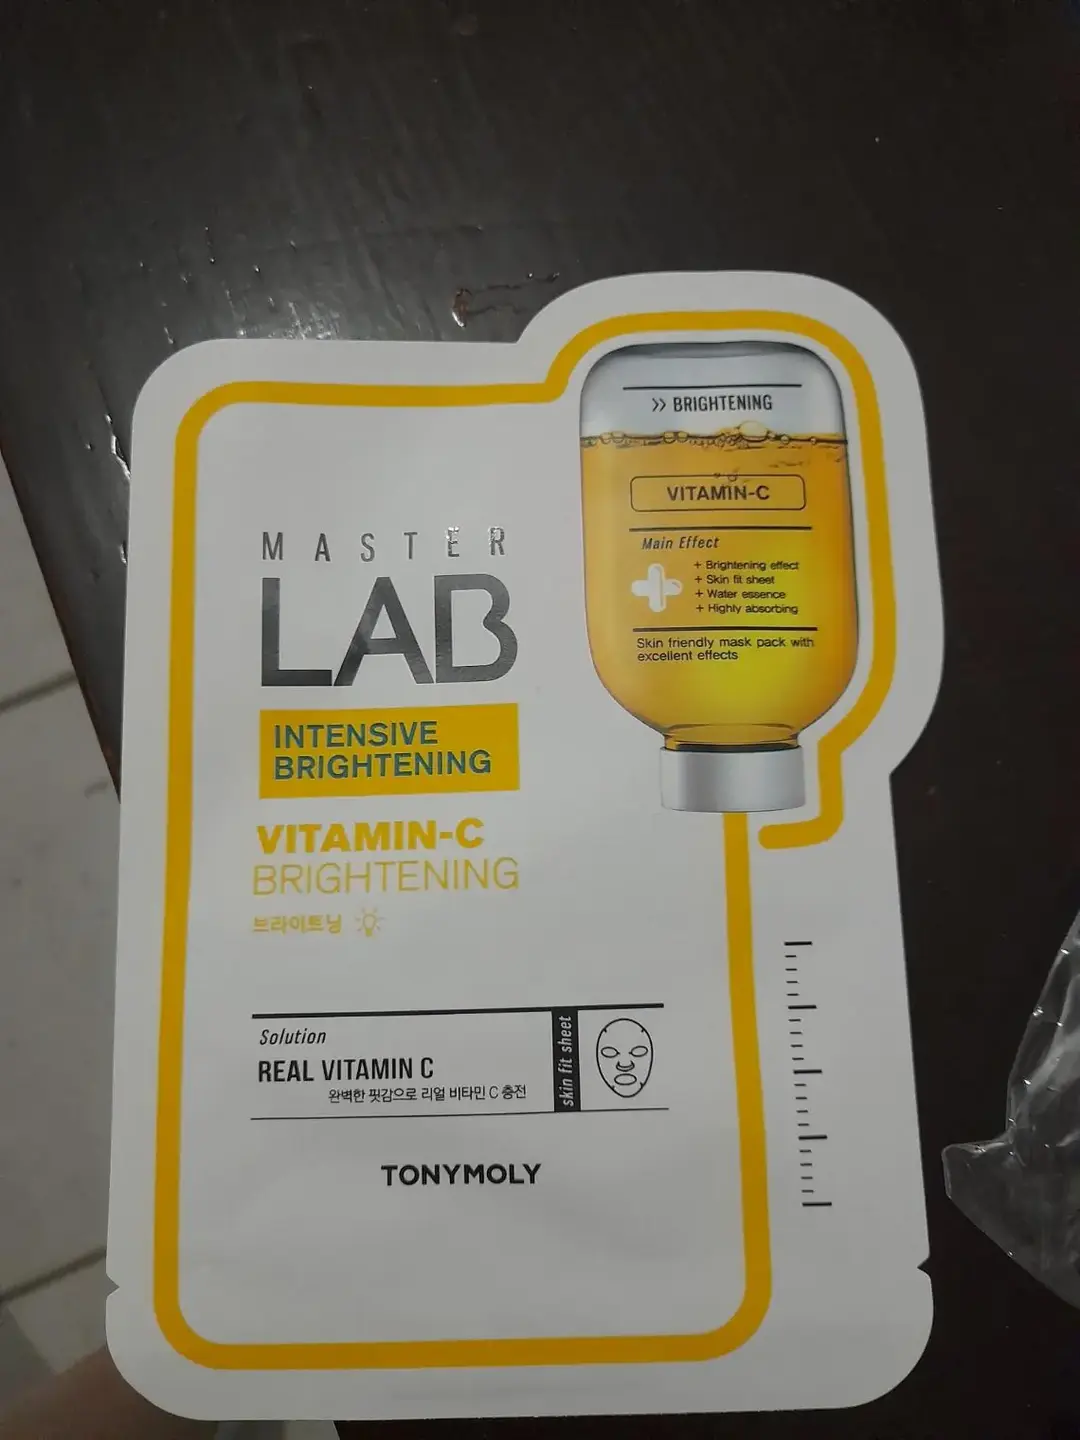 >> BRIGHTENING
VITAMIN-C
Main Effect
+ Brightening effect
+ Skin fit sheet
+ Water essence
+ Highly absorbing
Skin friendly mask pack with
excellent effects
MASTER
LAB
INTENSIVE
BRIGHTENING
VITAMIN-C
BRIGHTENING
브라이트닝
Solution
REAL VITAMIN C
완벽한 핏감으로 리얼 비타민 C 충전
skin fit sheet
TONYMOLY